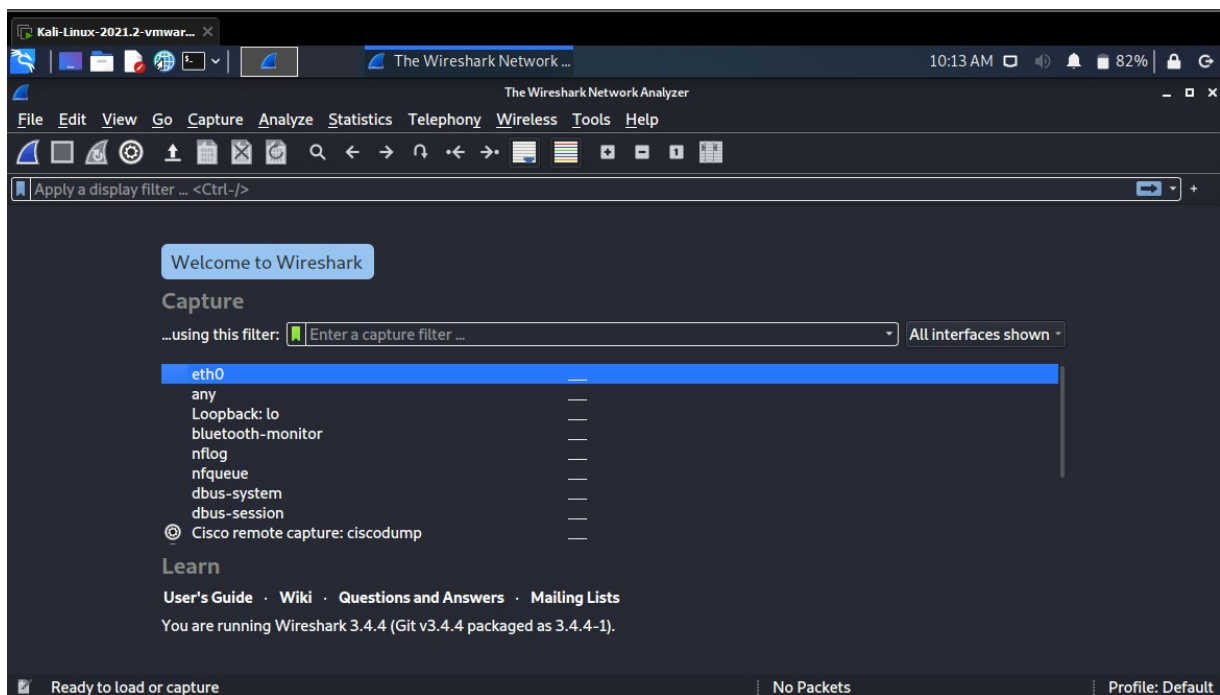 Kali-Linux-2021.2-vmwar...
The Wireshark Network ... 10:13 AM 82%
The Wireshark Network Analyzer
File Edit View Go Capture Analyze Statistics Telephony Wireless Tools Help
Apply a display filter ... <Ctrl-/>
Welcome to Wireshark
Capture
...using this filter: Enter a capture filter ... All interfaces shown
eth0
any
Loopback: lo
bluetooth-monitor
nflog
nfqueue
dbus-system
dbus-session
Cisco remote capture: ciscodump
Learn
User's Guide · Wiki · Questions and Answers · Mailing Lists
You are running Wireshark 3.4.4 (Git v3.4.4 packaged as 3.4.4-1).
Ready to load or capture No Packets Profile: Default